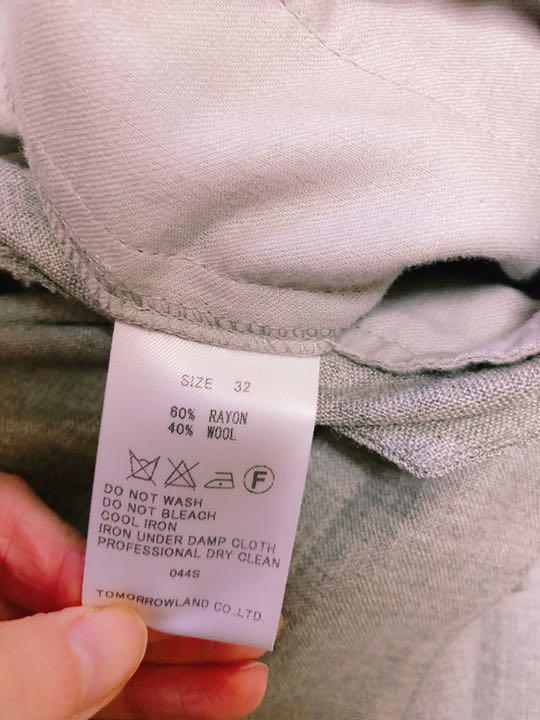 SIZE 32
60% RAYON
40% WOOL
F
DO NOT WASH
DO NOT BLEACH
COOL IRON
IRON UNDER DAMP CLOTH
PROFESSIONAL DRY CLEAN
044S
TOMORROWLAND CO.,LTD.